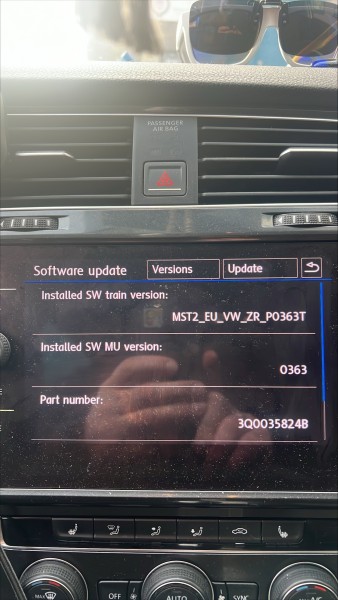 PASSENGER
AIR BAG
Software update Versions Update
Installed SW train version:
MST2_EU_VW_ZR_P0363T
Installed SW MU version:
0363
Part number:
3Q0035824B
OFF
AUTO
SYNC